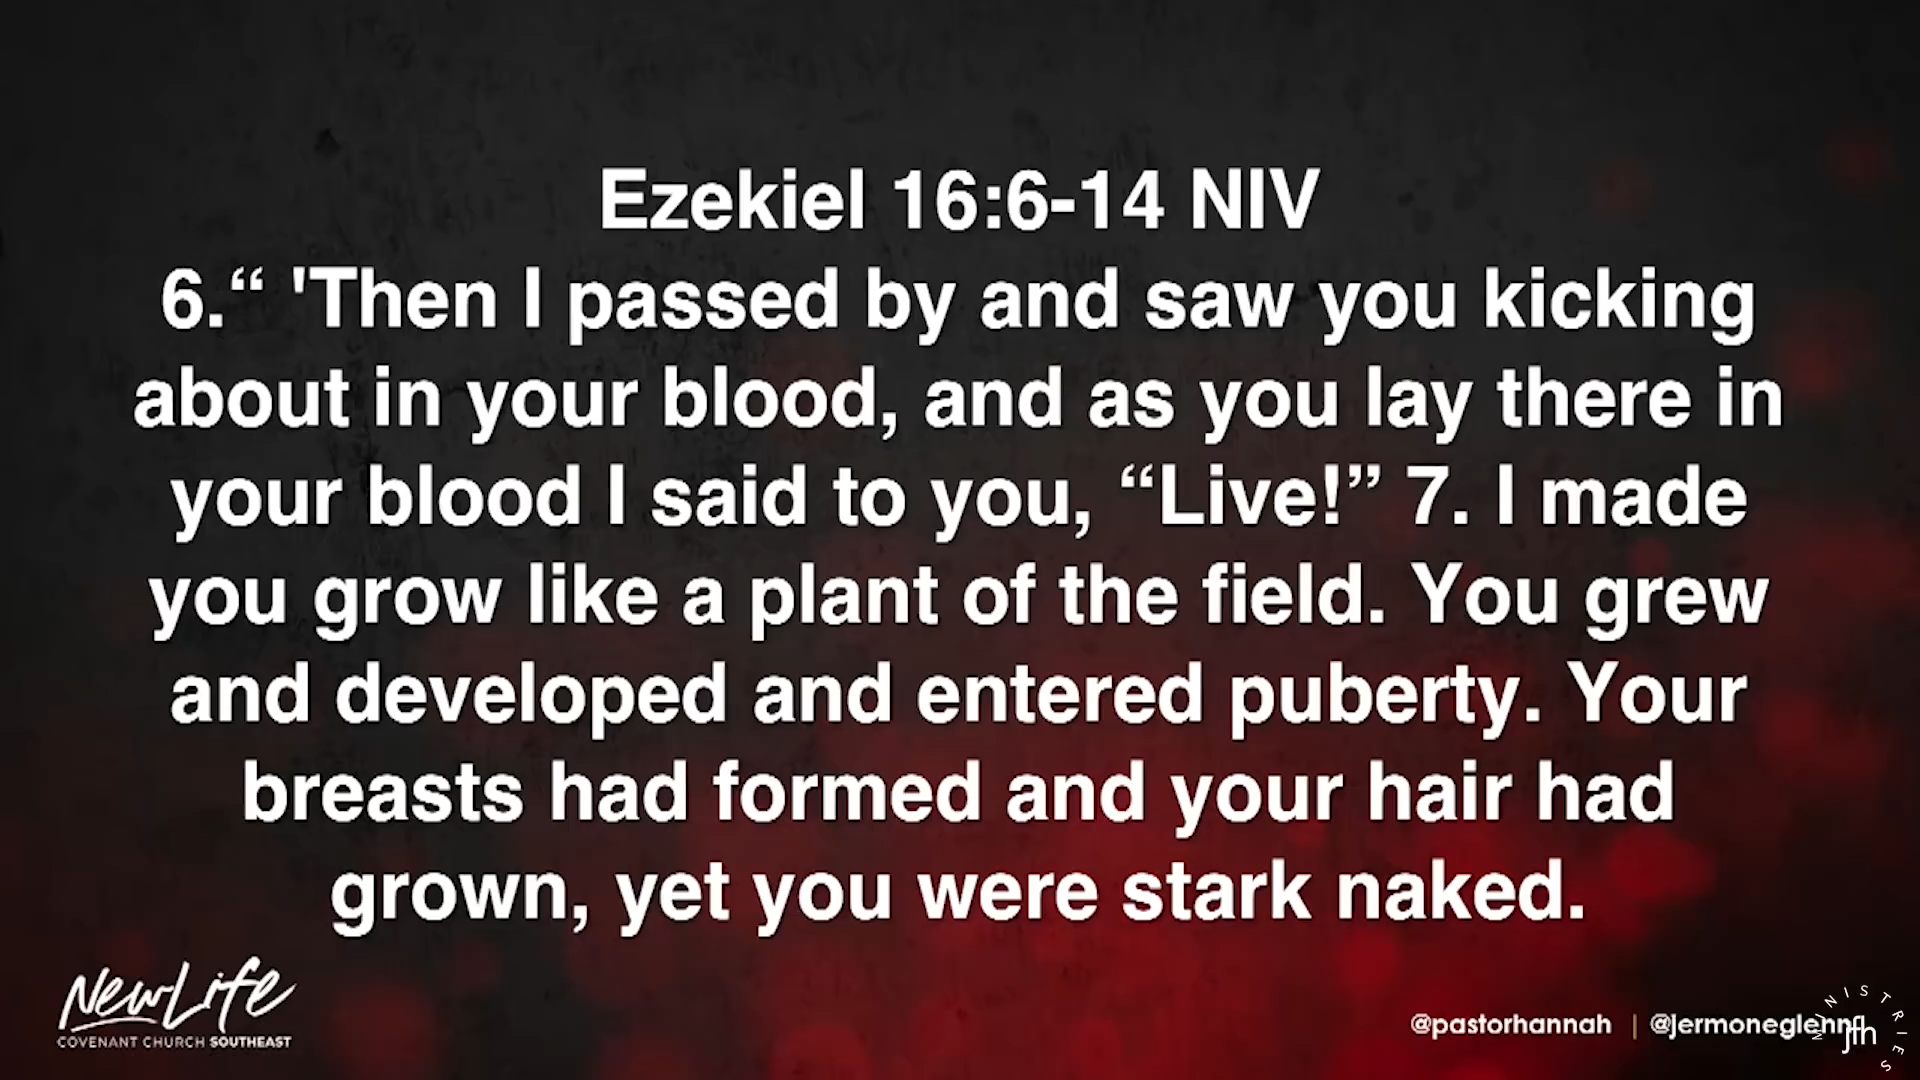 Ezekiel 16:6-14 NIV
6.“ 'Then I passed by and saw you kicking
about in your blood, and as you lay there in
your blood I said to you, “Live!” 7. I made
you grow like a plant of the field. You grew
and developed and entered puberty. Your
breasts had formed and your hair had
grown, yet you were stark naked.
NewLife
COVENANT CHURCH SOUTHEAST
@pastorhannah | @jermoneglenn
MINISTRIES
jfh